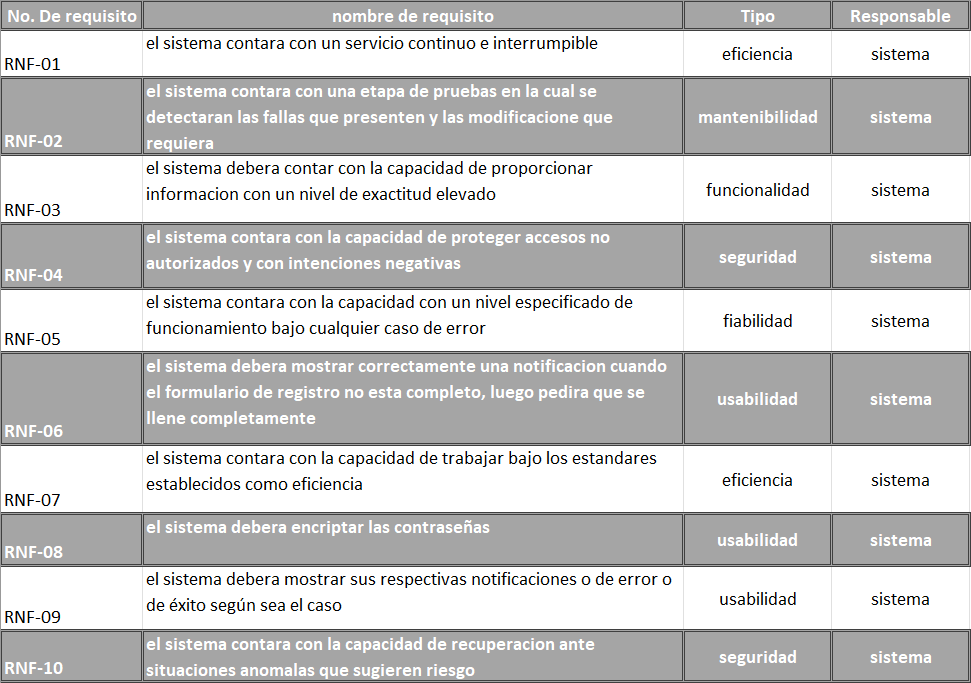 No. De requisito nombre de requisito Tipo Responsable
el sistema contara con un servicio continuo e interrumpible
RNF-01 eficiencia sistema
el sistema contara con una etapa de pruebas en la cual se
detectaran las fallas que presenten y las modificacione que
requiera
RNF-02 mantenibilidad sistema
el sistema debera contar con la capacidad de proporcionar
informacion con un nivel de exactitud elevado
RNF-03 funcionalidad sistema
el sistema contara con la capacidad de proteger accesos no
autorizados y con intenciones negativas
RNF-04 seguridad sistema
el sistema contara con la capacidad con un nivel especificado de
funcionamiento bajo cualquier caso de error
RNF-05 fiabilidad sistema
el sistema debera mostrar correctamente una notificacion cuando
el formulario de registro no esta completo, luego pedira que se
llene completamente
RNF-06 usabilidad sistema
el sistema contara con la capacidad de trabajar bajo los estandares
establecidos como eficiencia
RNF-07 eficiencia sistema
el sistema debera encriptar las contraseñas
RNF-08 usabilidad sistema
el sistema debera mostrar sus respectivas notificaciones o de error o
de éxito según sea el caso
RNF-09 usabilidad sistema
el sistema contara con la capacidad de recuperacion ante
situaciones anomalas que sugieren riesgo
RNF-10 seguridad sistema